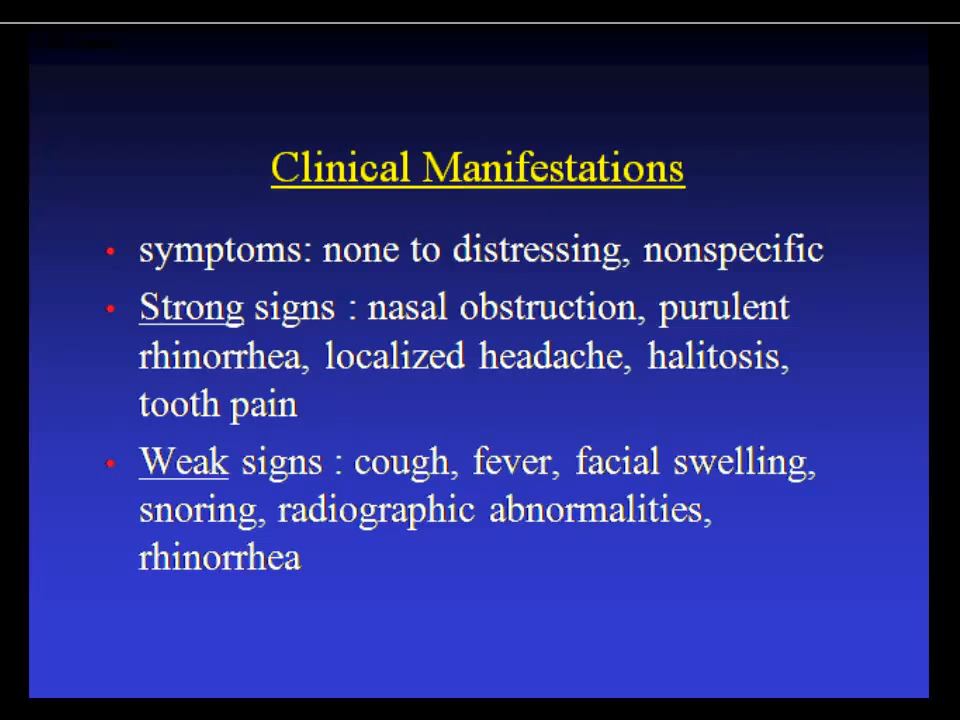 Clinical Manifestations
• symptoms: none to distressing, nonspecific
• Strong signs : nasal obstruction, purulent
rhinorrhea, localized headache, halitosis,
tooth pain
• Weak signs : cough, fever, facial swelling,
snoring, radiographic abnormalities,
rhinorrhea